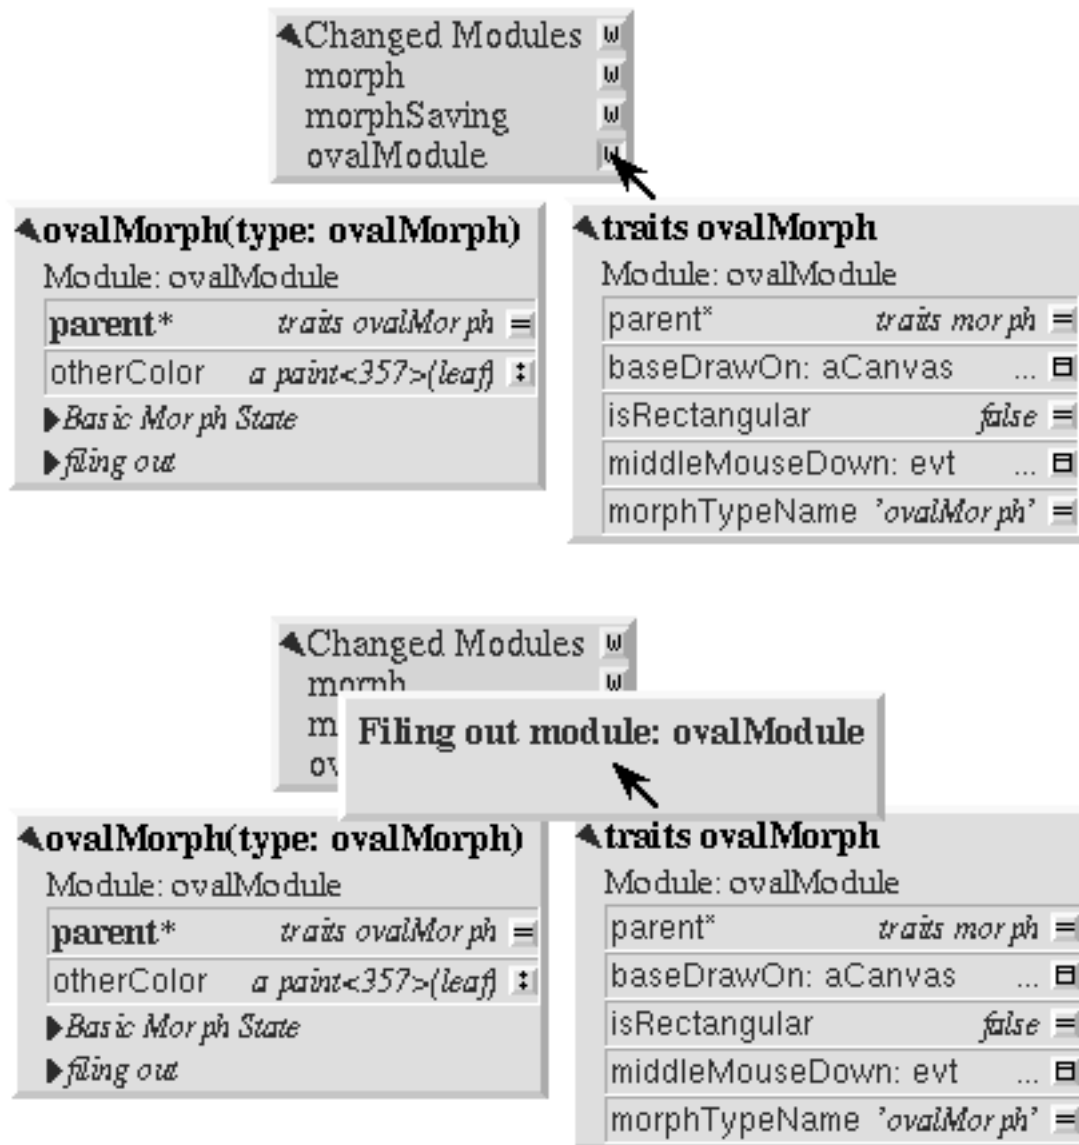 Changed Modules W
morph W
morphSaving W
ovalModule W
ovalMorph(type: ovalMorph)
Module: ovalModule
parent* traits ovalMorph =
otherColor a paint<357>(leaf) :
Basic Morph State
filing out
traits ovalMorph
Module: ovalModule
parent* traits morph =
baseDrawOn: aCanvas ...
isRectangular false =
middleMouseDown: evt ...
morphTypeName 'ovalMorph' =
Changed Modules W
morph W
m
ov
Filing out module: ovalModule
ovalMorph(type: ovalMorph)
Module: ovalModule
parent* traits ovalMorph =
otherColor a paint<357>(leaf) :
Basic Morph State
filing out
traits ovalMorph
Module: ovalModule
parent* traits morph =
baseDrawOn: aCanvas ...
isRectangular false =
middleMouseDown: evt ...
morphTypeName 'ovalMorph' =